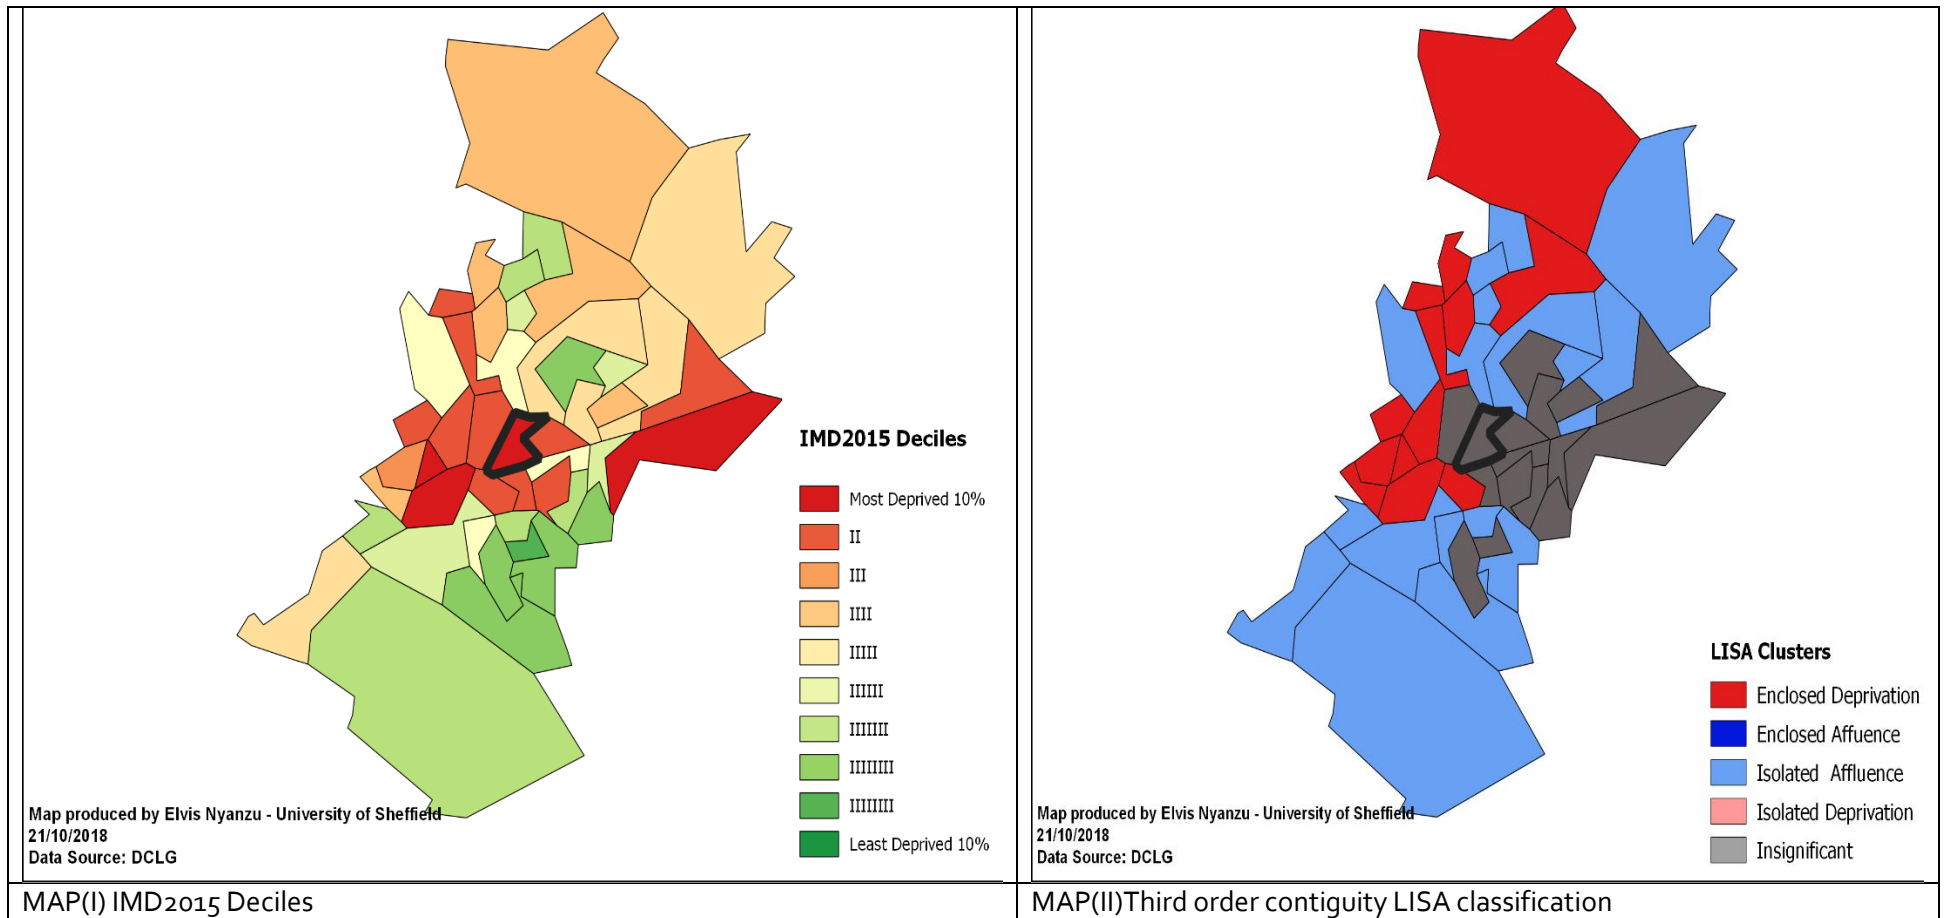 IMD2015 Deciles
Most Deprived 10%
II
III
IIII
IIIII
IIIIII
IIIIIII
IIIIIIII
IIIIIIII
Least Deprived 10%
Map produced by Elvis Nyanzu - University of Sheffield
21/10/2018
Data Source: DCLG
MAP(I) IMD2015 Deciles
LISA Clusters
Enclosed Deprivation
Enclosed Affuence
Isolated Affluence
Isolated Deprivation
Insignificant
Map produced by Elvis Nyanzu - University of Sheffield
21/10/2018
Data Source: DCLG
MAP(II)Third order contiguity LISA classification